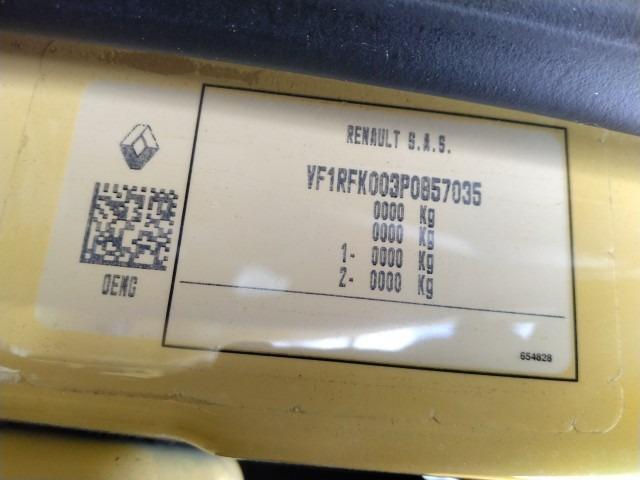 RENAULT S.A.S.
VF1RFK003P0857035
0000 Kg
0000 Kg
1- 0000 Kg
2- 0000 Kg
OENG
654828